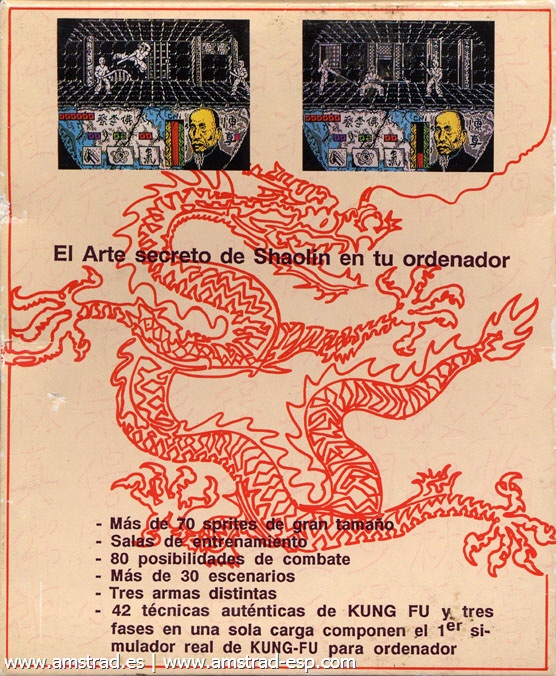 El Arte secreto de Shaolin en tu ordenador
- Más de 70 sprites de gran tamaño
- Salas de entrenamiento
- 80 posibilidades de combate
- Más de 30 escenarios
- Tres armas distintas
- 42 técnicas auténticas de KUNG FU y tres
fases en una sola carga componen el 1er si-
mulador real de KUNG-FU para ordenador
www.amstrad.es | www.amstrad-esp.com